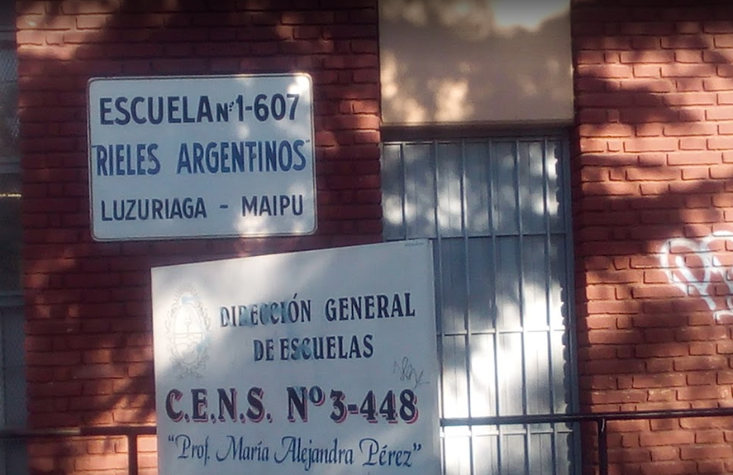 ESCUELA Nº 1-607
"RIELES ARGENTINOS"
LUZURIAGA - MAIPU
DIRECCIÓN GENERAL
DE ESCUELAS
C.E.N.S. Nº 3-448
"Prof. María Alejandra Pérez"